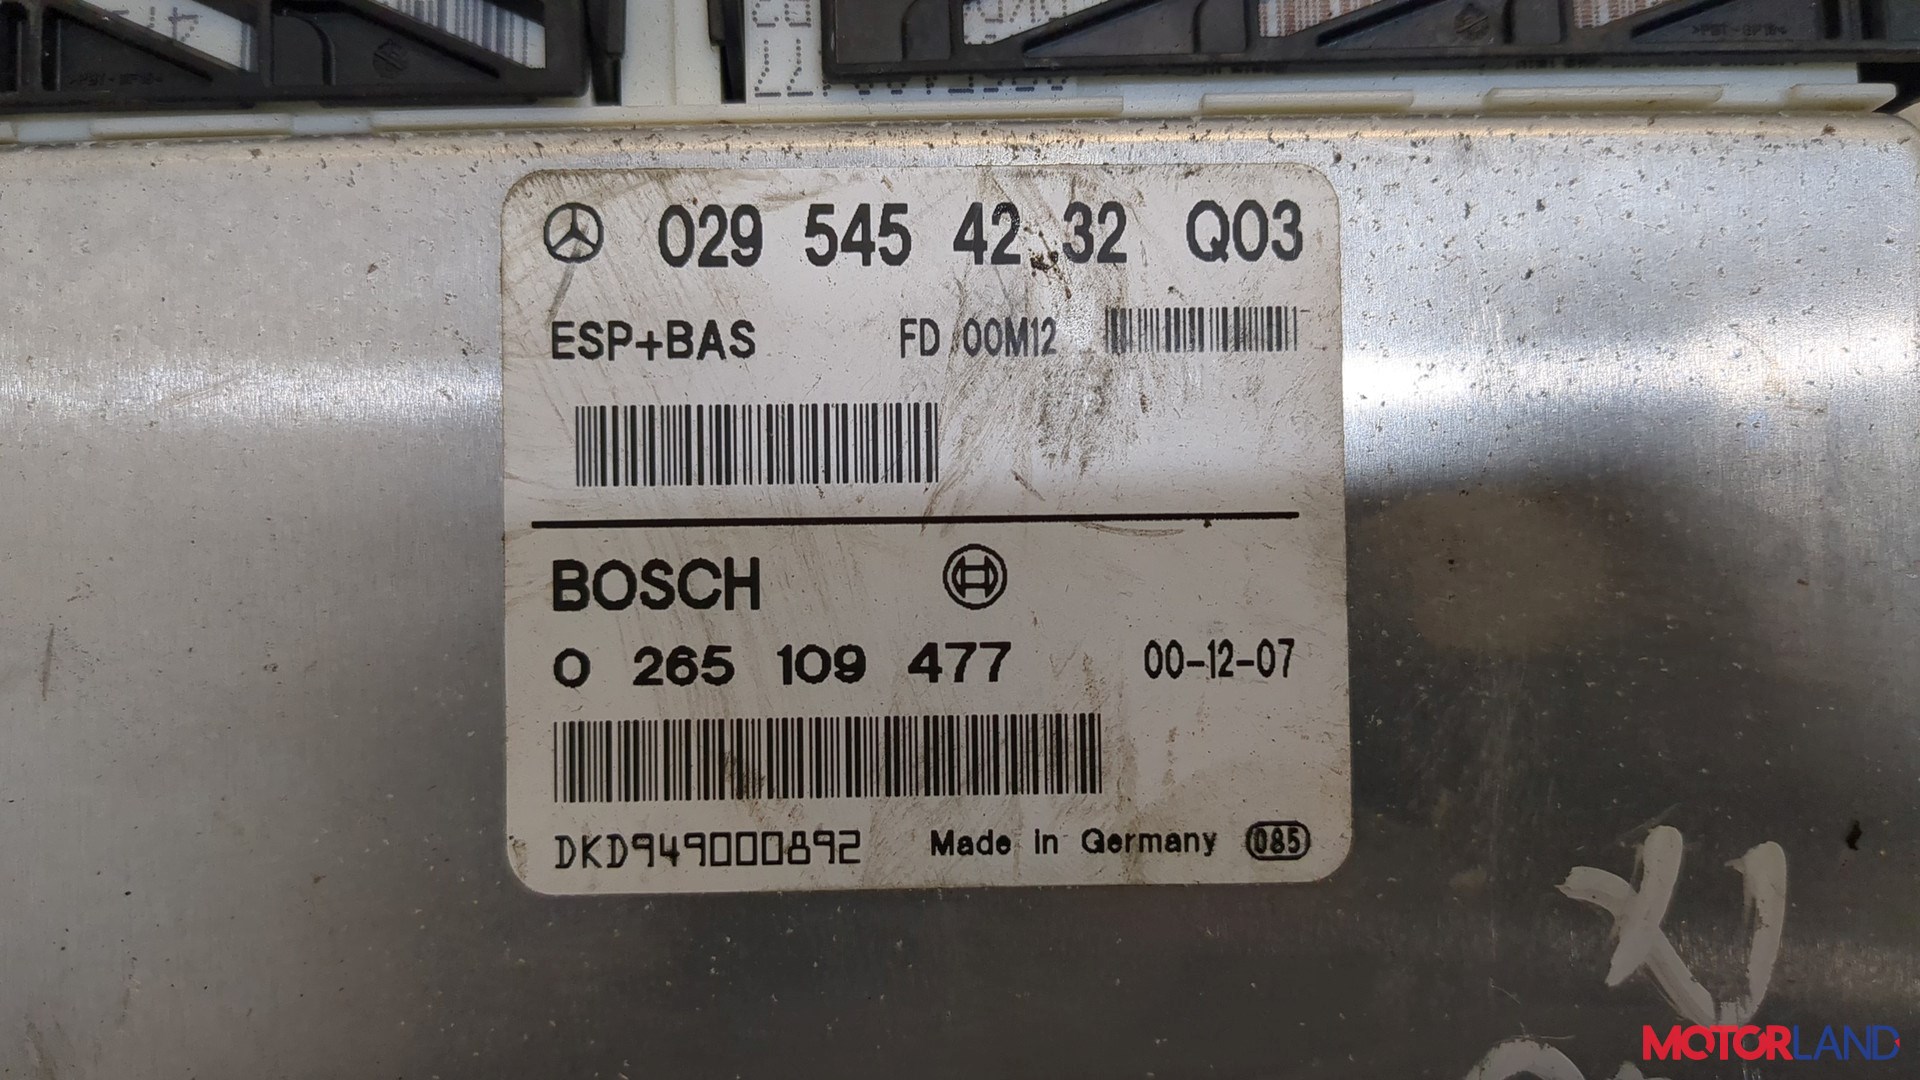 029 545 42 32 Q03
ESP+BAS FD 00M12
BOSCH
0 265 109 477 00-12-07
DKD949000892 Made in Germany 085
MOTORLAND